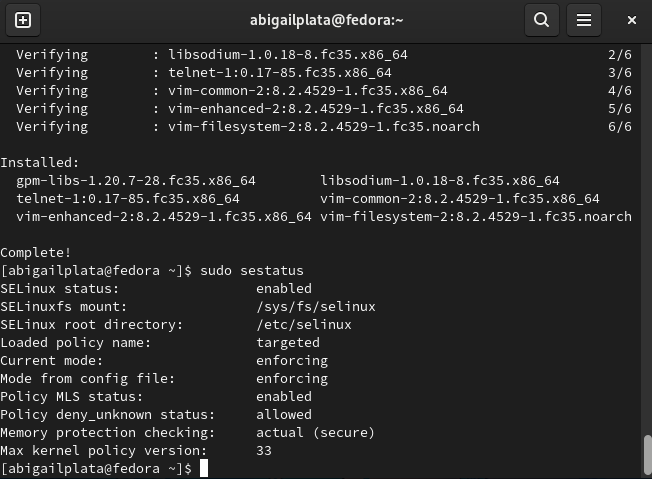 abigailplata@fedora:~
Verifying : libsodium-1.0.18-8.fc35.x86_64 2/6
Verifying : telnet-1:0.17-85.fc35.x86_64 3/6
Verifying : vim-common-2:8.2.4529-1.fc35.x86_64 4/6
Verifying : vim-enhanced-2:8.2.4529-1.fc35.x86_64 5/6
Verifying : vim-filesystem-2:8.2.4529-1.fc35.noarch 6/6
Installed:
gpm-libs-1.20.7-28.fc35.x86_64 libsodium-1.0.18-8.fc35.x86_64
telnet-1:0.17-85.fc35.x86_64 vim-common-2:8.2.4529-1.fc35.x86_64
vim-enhanced-2:8.2.4529-1.fc35.x86_64 vim-filesystem-2:8.2.4529-1.fc35.noarch
Complete!
[abigailplata@fedora ~]$ sudo sestatus
SELinux status: enabled
SELinuxfs mount: /sys/fs/selinux
SELinux root directory: /etc/selinux
Loaded policy name: targeted
Current mode: enforcing
Mode from config file: enforcing
Policy MLS status: enabled
Policy deny_unknown status: allowed
Memory protection checking: actual (secure)
Max kernel policy version: 33
[abigailplata@fedora ~]$